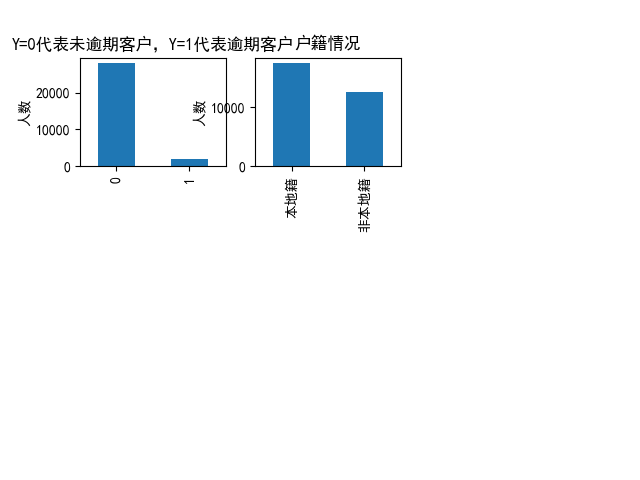 Y=0代表未逾期客户，Y=1代表逾期客户
人数
20000
10000
0
0
1
户籍情况
人数
10000
0
本地籍
非本地籍